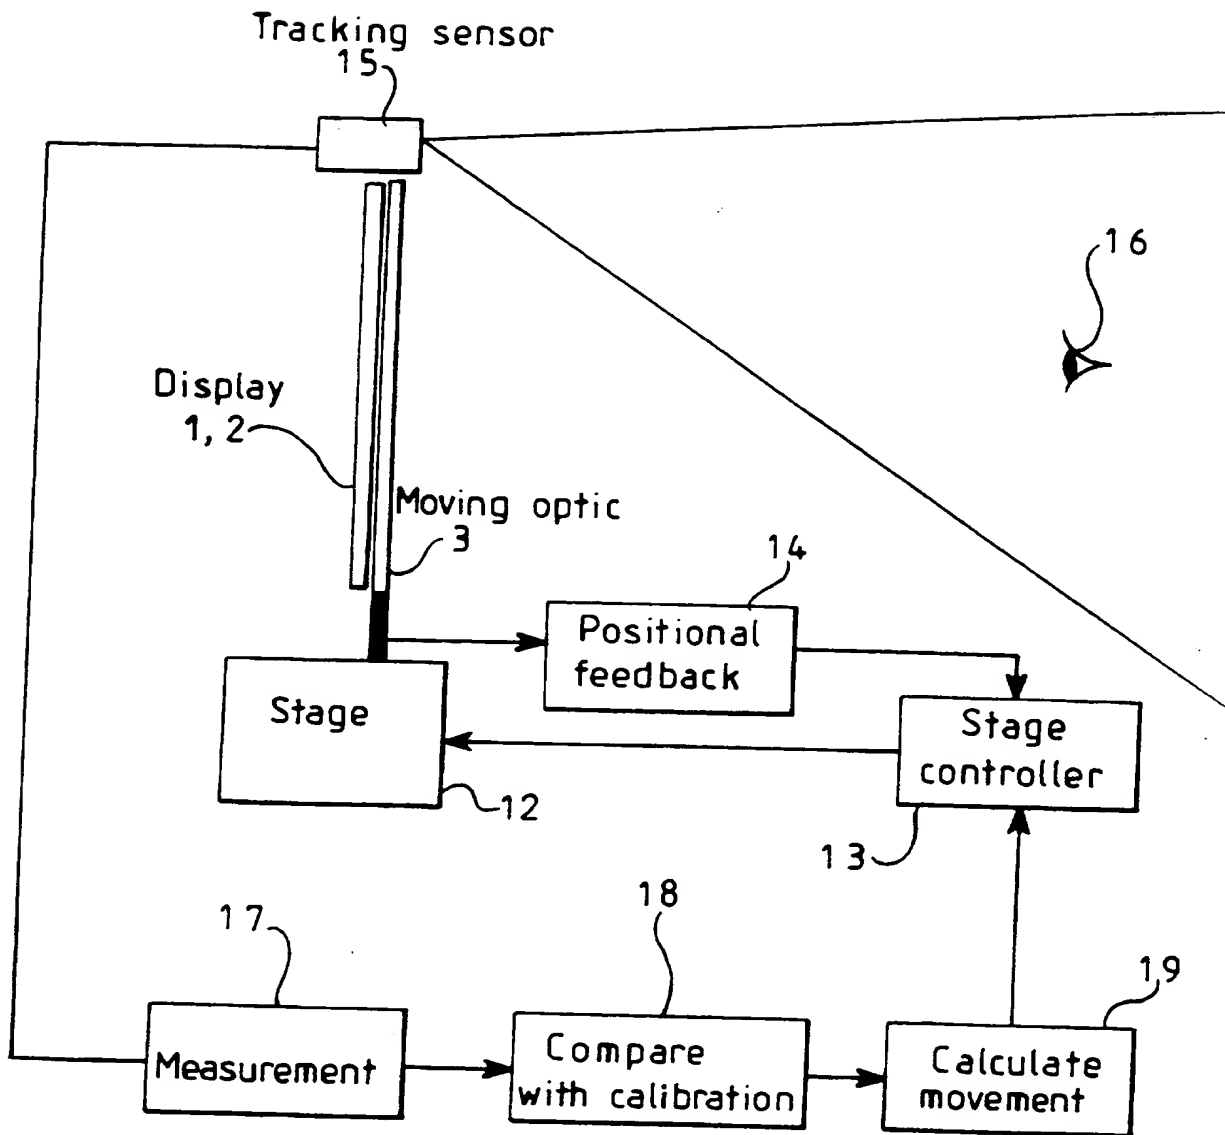 Tracking sensor
15
16
Display
1, 2
Moving optic
3
14
Positional
feedback
Stage
Stage
controller
12
13
17
18
19
Measurement
Compare
with calibration
Calculate
movement